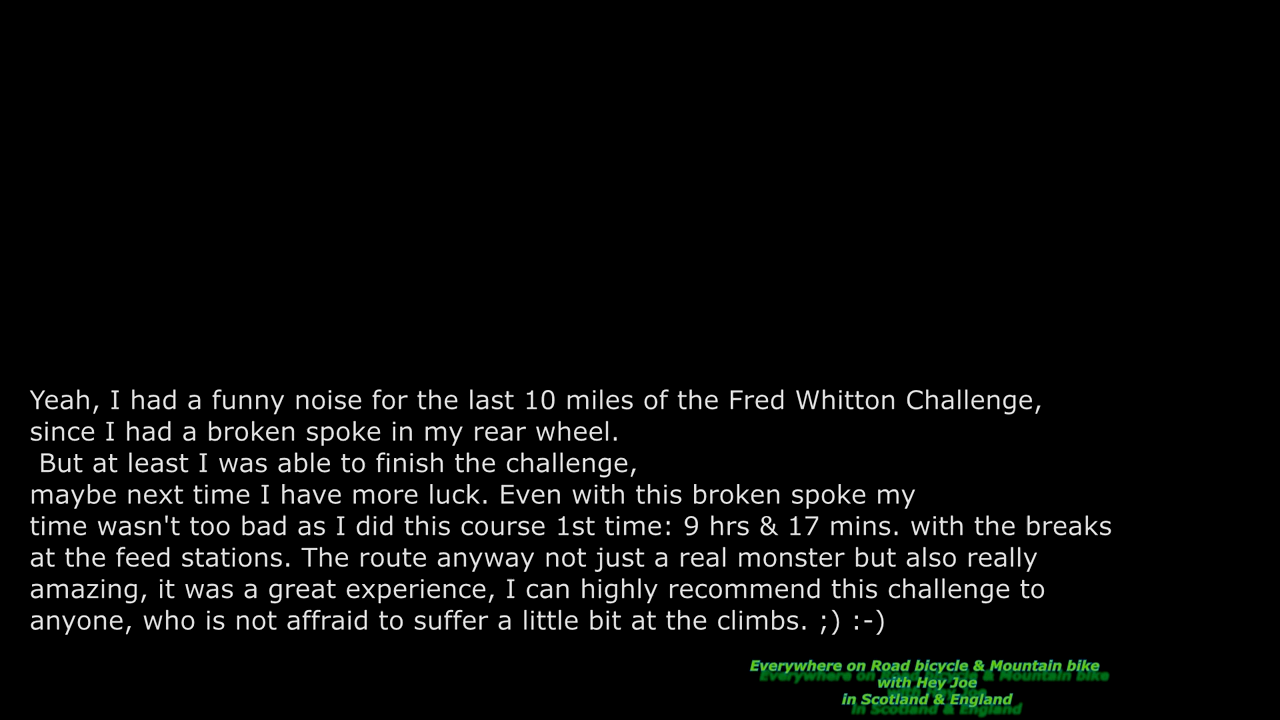 Yeah, I had a funny noise for the last 10 miles of the Fred Whitton Challenge,
since I had a broken spoke in my rear wheel.
But at least I was able to finish the challenge,
maybe next time I have more luck. Even with this broken spoke my
time wasn't too bad as I did this course 1st time: 9 hrs & 17 mins. with the breaks
at the feed stations. The route anyway not just a real monster but also really
amazing, it was a great experience, I can highly recommend this challenge to
anyone, who is not affraid to suffer a little bit at the climbs. ;) :-)
Everywhere on Road bicycle & Mountain bike
with Hey Joe
in Scotland & England